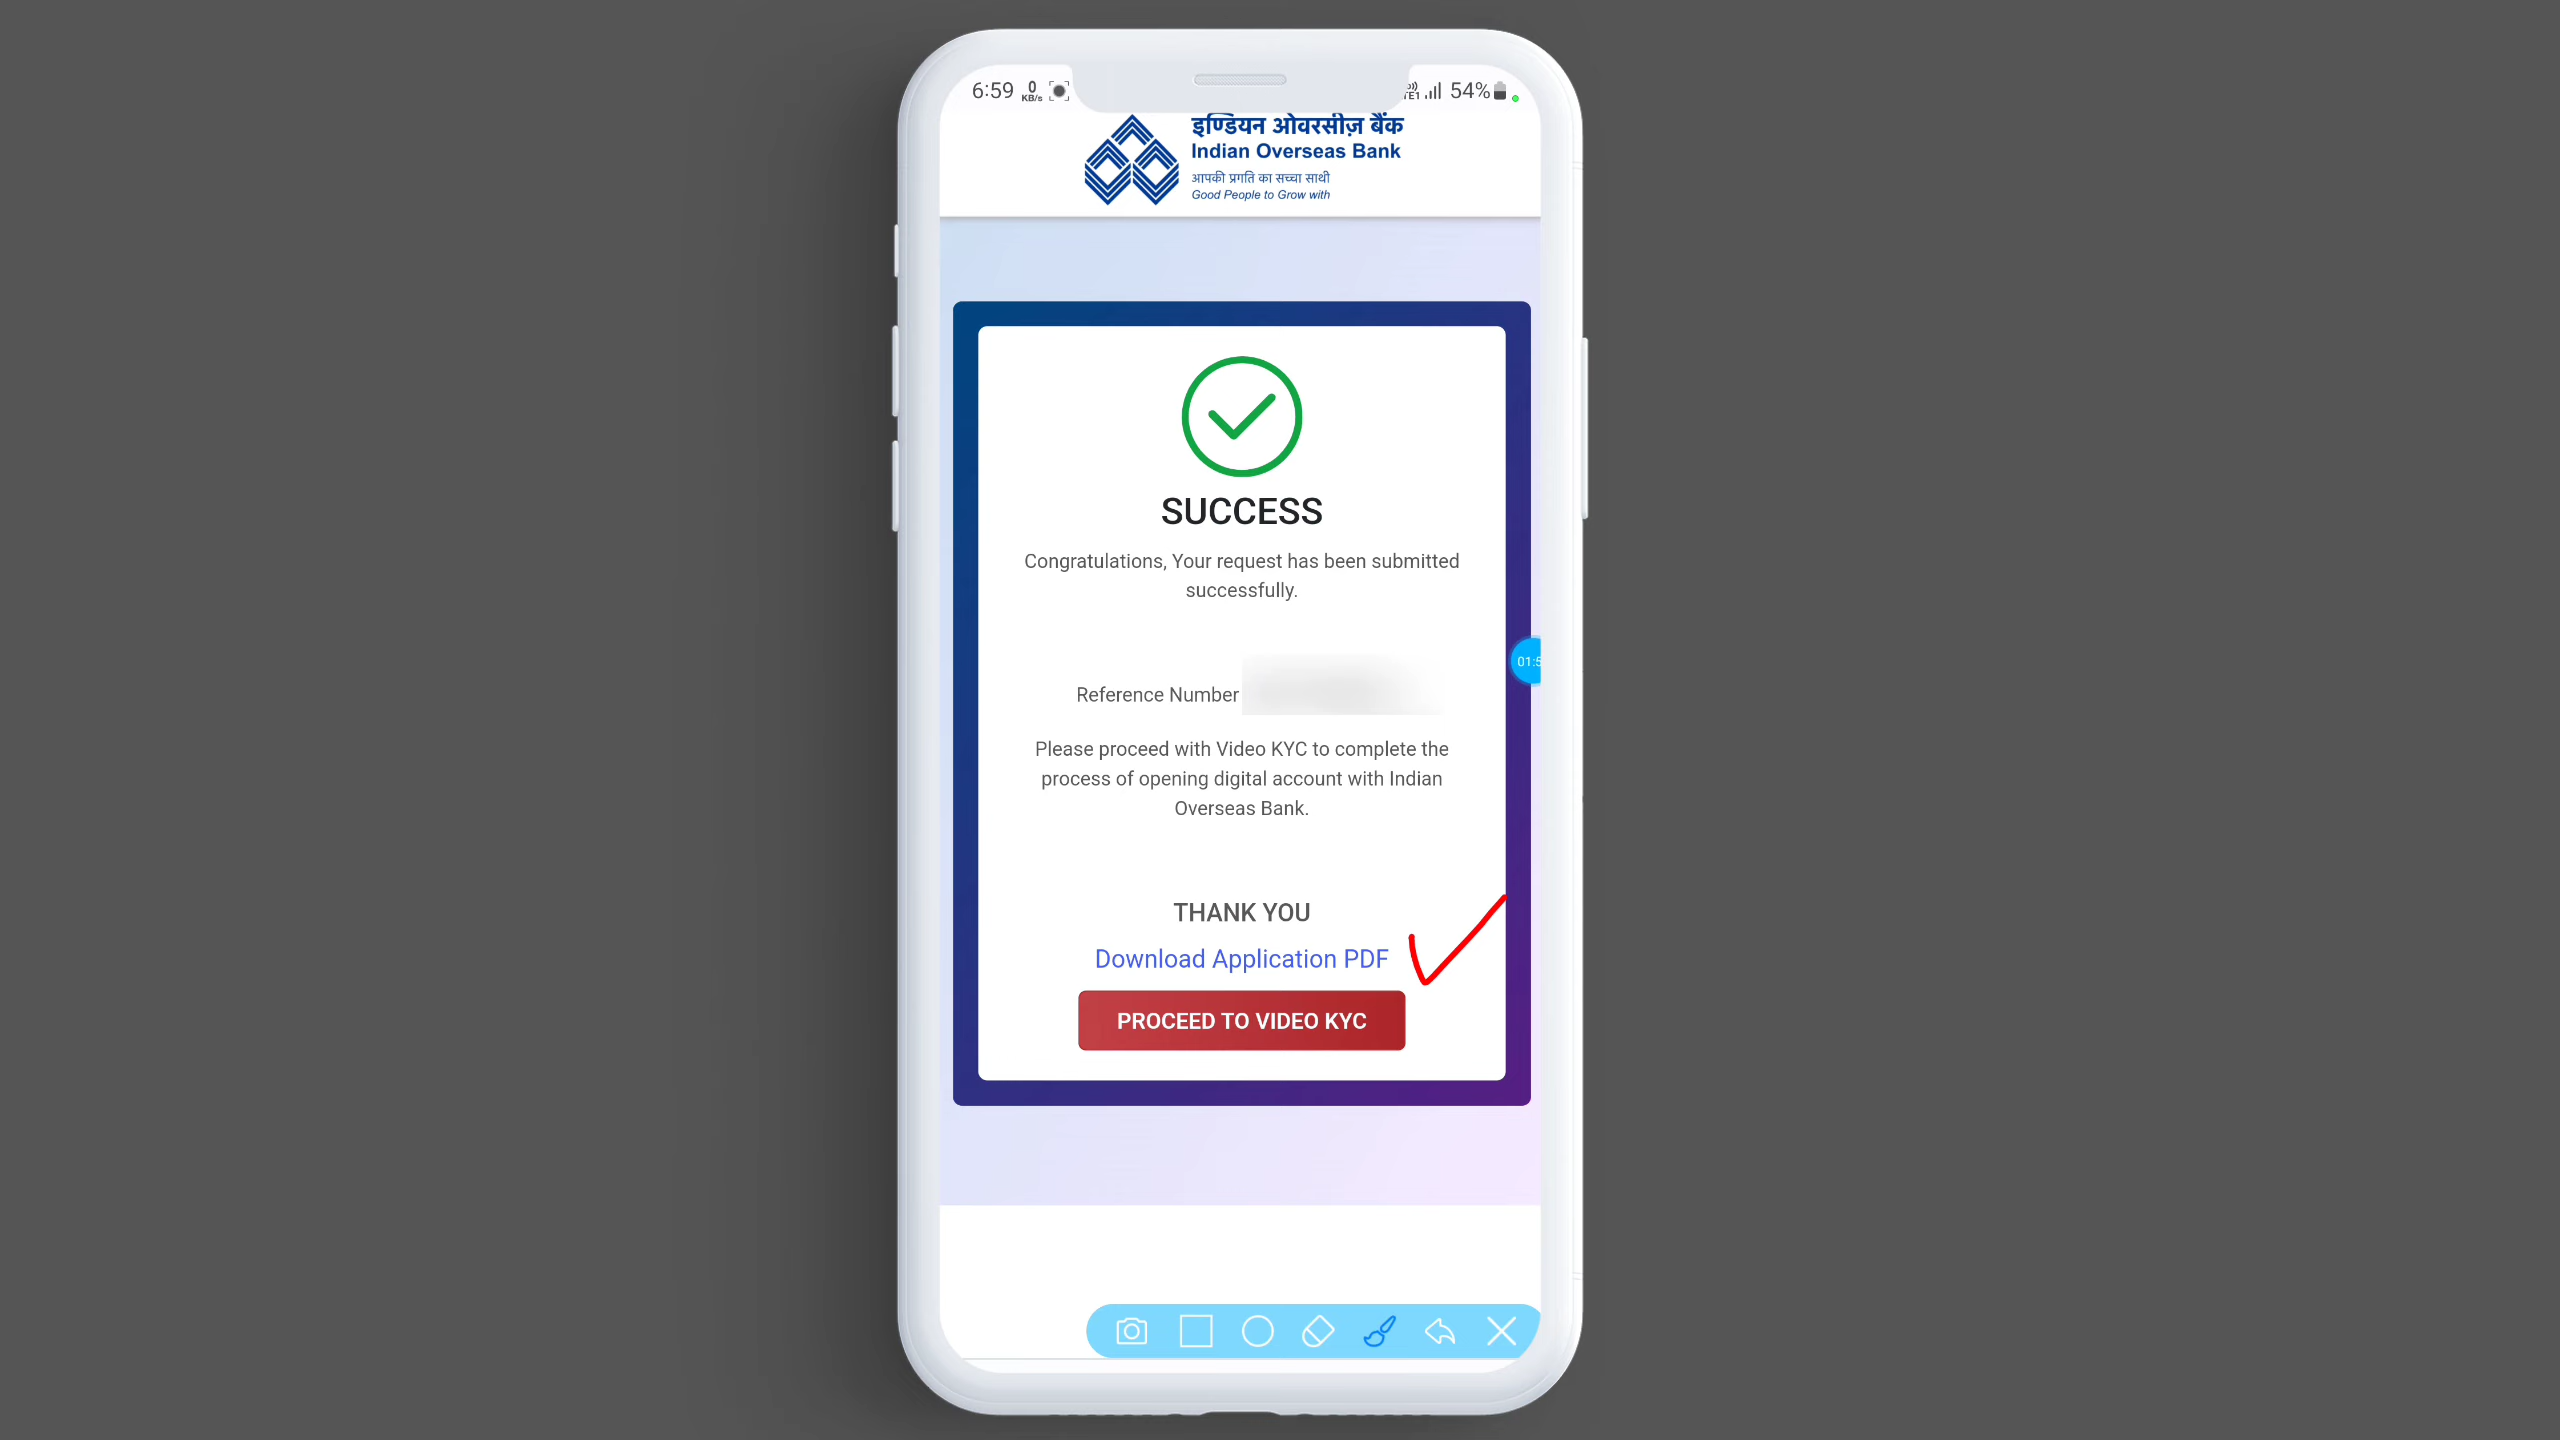 6:59 0 KB/s 54%
इण्डियन ओवरसीज़ बैंक
Indian Overseas Bank
आपकी प्रगति का सच्चा साथी
Good People to Grow with
SUCCESS
Congratulations, Your request has been submitted
successfully.
Reference Number
Please proceed with Video KYC to complete the
process of opening digital account with Indian
Overseas Bank.
THANK YOU
Download Application PDF
PROCEED TO VIDEO KYC